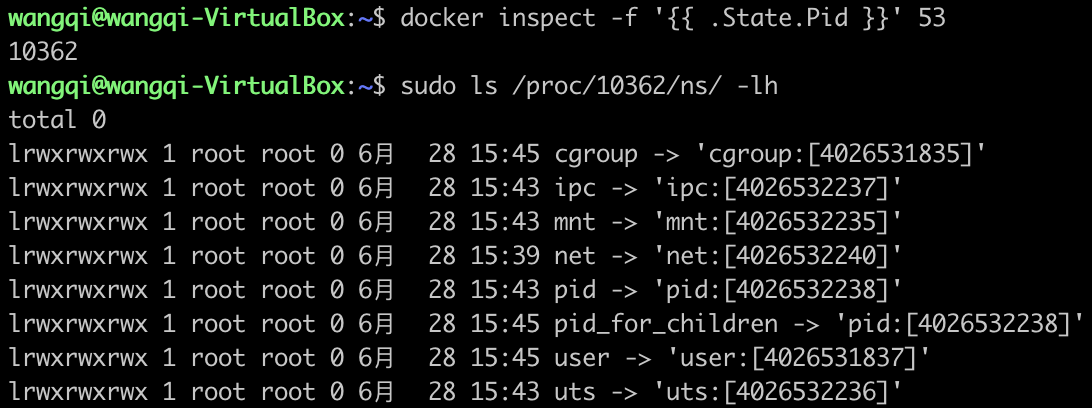 wangqi@wangqi-VirtualBox:~$ docker inspect -f '{{ .State.Pid }}' 53
10362
wangqi@wangqi-VirtualBox:~$ sudo ls /proc/10362/ns/ -lh
total 0
lrwxrwxrwx 1 root root 0 6月  28 15:45 cgroup -> 'cgroup:[4026531835]'
lrwxrwxrwx 1 root root 0 6月  28 15:43 ipc -> 'ipc:[4026532237]'
lrwxrwxrwx 1 root root 0 6月  28 15:43 mnt -> 'mnt:[4026532235]'
lrwxrwxrwx 1 root root 0 6月  28 15:39 net -> 'net:[4026532240]'
lrwxrwxrwx 1 root root 0 6月  28 15:43 pid -> 'pid:[4026532238]'
lrwxrwxrwx 1 root root 0 6月  28 15:45 pid_for_children -> 'pid:[4026532238]'
lrwxrwxrwx 1 root root 0 6月  28 15:45 user -> 'user:[4026531837]'
lrwxrwxrwx 1 root root 0 6月  28 15:43 uts -> 'uts:[4026532236]'